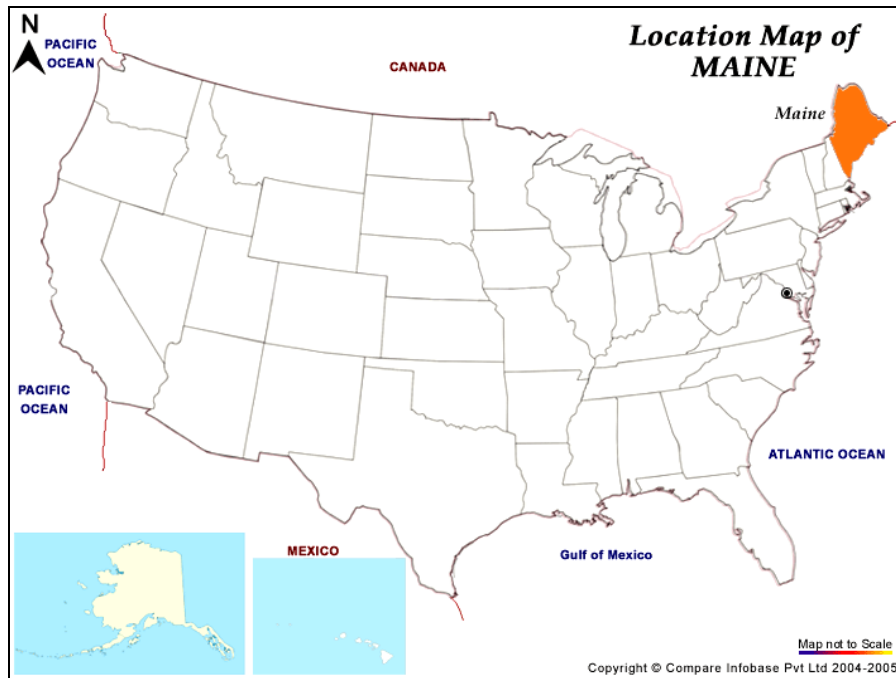 N
PACIFIC
OCEAN
CANADA
Location Map of
MAINE
Maine
PACIFIC
OCEAN
ATLANTIC OCEAN
MEXICO
Gulf of Mexico
Map not to Scale
Copyright © Compare Infobase Pvt Ltd 2004-2005